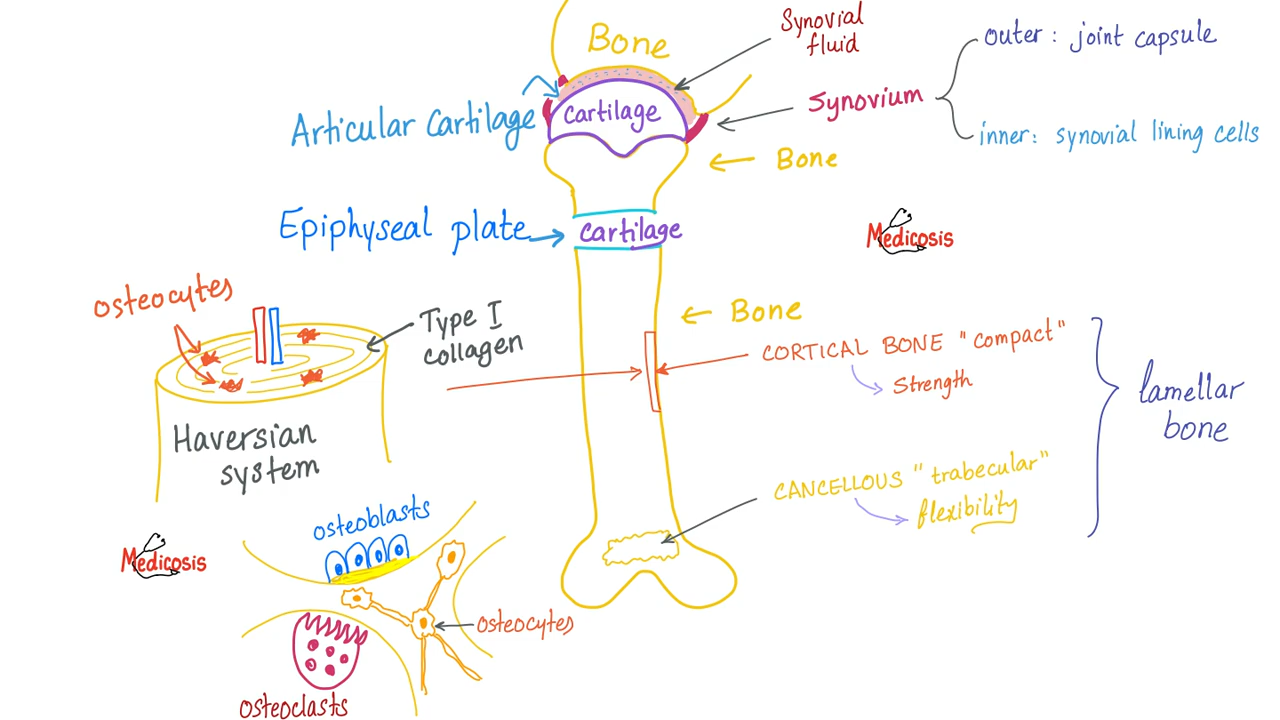 Bone
Synovial
fluid
outer: joint capsule
Synovium
inner: synovial lining cells
Articular Cartilage
Cartilage
Bone
Epiphyseal plate
cartilage
Medicosis
osteocytes
Type I
collagen
Bone
CORTICAL BONE "compact"
Strength
lamellar
bone
Haversian
system
CANCELLOUS "trabecular"
flexibility
osteoblasts
Medicosis
osteocytes
osteoclasts